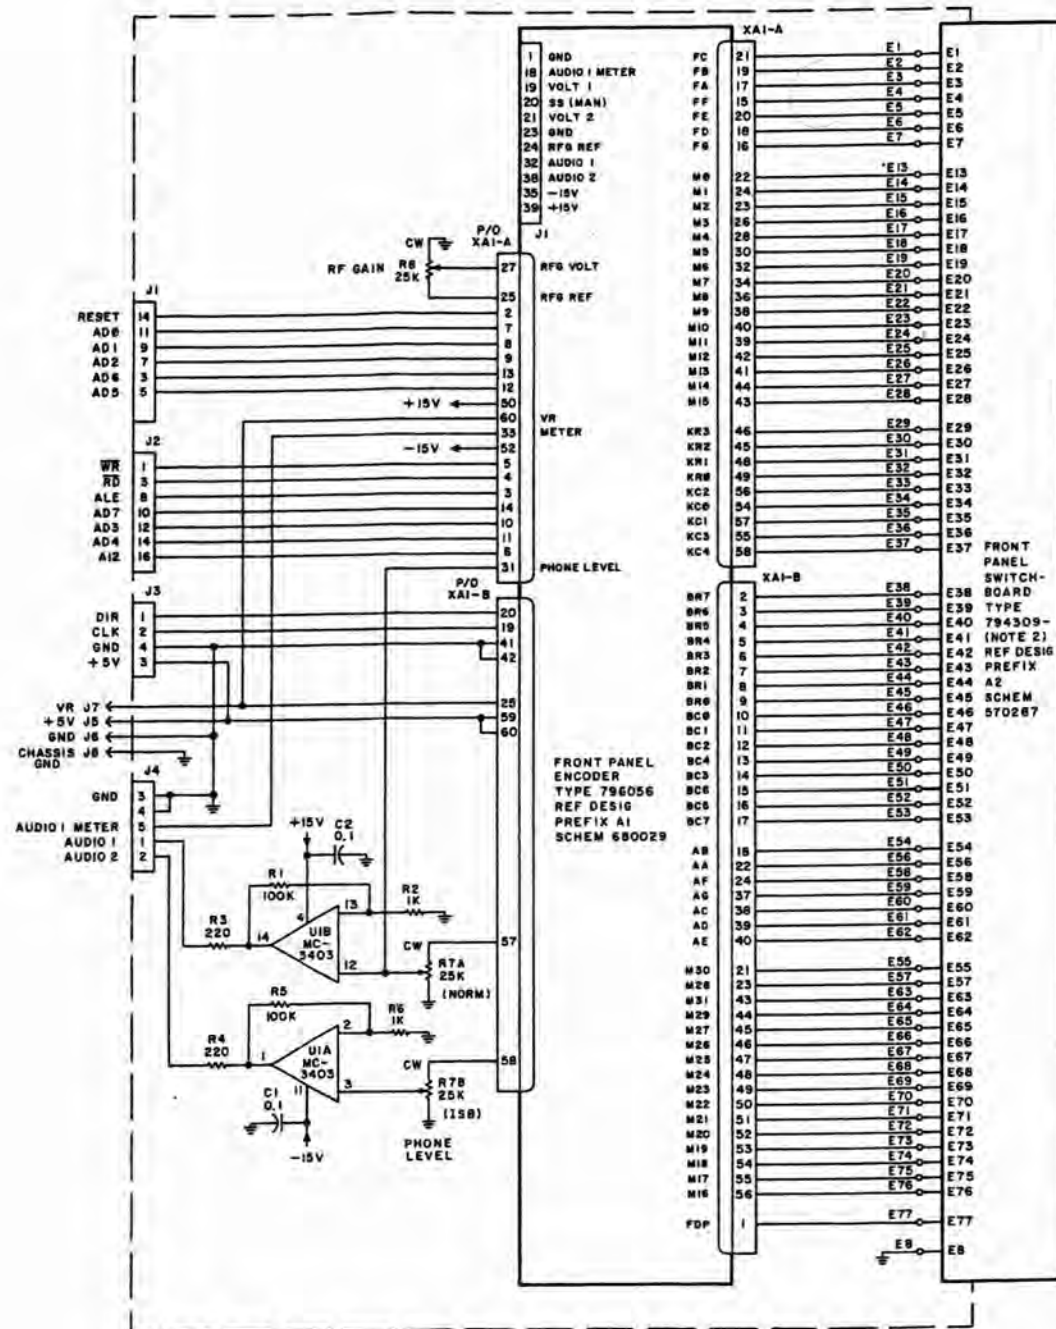 XA1-A
1 GND
18 AUDIO 1 METER
19 VOLT 1
20 SS (MAN)
21 VOLT 2
23 GND
24 RFG REF
32 AUDIO 1
38 AUDIO 2
35 −15V
39 +15V
J1
FC 21 E1 E1
FB 19 E2 E2
FA 17 E3 E3
FF 15 E4 E4
FE 20 E5 E5
FD 18 E6 E6
FG 16 E7 E7
M0 22 E13 E13
M1 24 E14 E14
M2 23 E15 E15
M3 26 E16 E16
M4 28 E17 E17
M5 30 E18 E18
M6 32 E19 E19
M7 34 E20 E20
M8 36 E21 E21
M9 38 E22 E22
M10 40 E23 E23
M11 39 E24 E24
M12 42 E25 E25
M13 41 E26 E26
M14 44 E27 E27
M15 43 E28 E28
KR3 46 E29 E29
KR2 45 E30 E30
KR1 48 E31 E31
KR0 49 E32 E32
KC2 56 E33 E33
KC0 54 E34 E34
KC1 57 E35 E35
KC3 55 E36 E36
KC4 58 E37 E37
XA1-B
BR7 2 E38 E38
BR6 3 E39 E39
BR5 4 E40 E40
BR4 5 E41 E41
BR3 6 E42 E42
BR2 7 E43 E43
BR1 8 E44 E44
BR0 9 E45 E45
BC0 10 E46 E46
BC1 11 E47 E47
BC2 12 E48 E48
BC4 13 E49 E49
BC3 14 E50 E50
BC6 15 E51 E51
BC5 16 E52 E52
BC7 17 E53 E53
AB 18 E54 E54
AA 22 E56 E56
AF 24 E58 E58
AG 37 E59 E59
AC 38 E60 E60
AD 39 E61 E61
AE 40 E62 E62
M30 21 E55 E55
M28 23 E57 E57
M31 43 E63 E63
M29 44 E64 E64
M27 45 E65 E65
M26 46 E66 E66
M25 47 E67 E67
M24 48 E68 E68
M23 49 E69 E69
M22 50 E70 E70
M21 51 E71 E71
M20 52 E72 E72
M19 53 E73 E73
M18 54 E74 E74
M17 55 E75 E75
M16 56 E76 E76
FDP 1 E77 E77
E8 E8
FRONT
PANEL
SWITCH-
BOARD
TYPE
794309-
(NOTE 2)
REF DESIG
PREFIX
A2
SCHEM
570287
P/O
XA1-A
CW
RF GAIN R8
25K
27 RFG VOLT
25 RFG REF
2
7
8
9
13
12
+15V 50
60 VR
33 METER
−15V 52
5
4
3
14
10
11
6
31 PHONE LEVEL
J1
RESET 14
AD0 11
AD1 9
AD2 7
AD6 3
AD5 5
J2
WR 1
RD 3
ALE 8
AD7 10
AD3 12
AD4 14
A12 16
P/O
XA1-B
20
19
41
42
25
59
60
57
58
J3
DIR 1
CLK 2
GND 4
+5V 3
VR J7
+5V J5
GND J6
CHASSIS J8
GND
J4
GND 3
4
AUDIO 1 METER 5
AUDIO 1 1
AUDIO 2 2
FRONT PANEL
ENCODER
TYPE 796056
REF DESIG
PREFIX A1
SCHEM 680029
+15V
C2
0.1
R1
100K
R2
1K
R3
220
14
4
13
12
U1B
MC-
3403
CW
R7A
25K
(NORM)
R5
100K
R6
1K
R4
220
1
2
3
11
U1A
MC-
3403
CW
R7B
25K
(ISB)
C1
0.1
−15V
PHONE
LEVEL